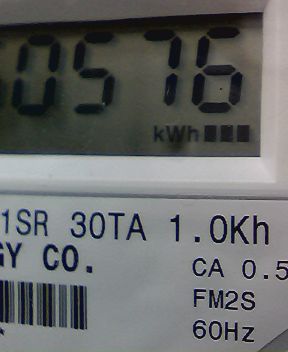 0576
kWh
1SR 30TA 1.0Kh
GY CO.
CA 0.5
FM2S
60Hz